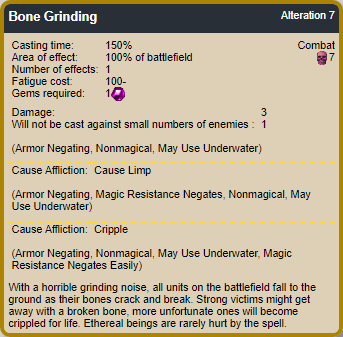 Bone Grinding Alteration 7
Casting time: 150% Combat
Area of effect: 100% of battlefield 7
Number of effects: 1
Fatigue cost: 100-
Gems required: 1
Damage: 3
Will not be cast against small numbers of enemies : 1
(Armor Negating, Nonmagical, May Use Underwater)
Cause Affliction: Cause Limp
(Armor Negating, Magic Resistance Negates, Nonmagical, May
Use Underwater)
Cause Affliction: Cripple
(Armor Negating, Nonmagical, May Use Underwater, Magic
Resistance Negates Easily)
With a horrible grinding noise, all units on the battlefield fall to the
ground as their bones crack and break. Strong victims might get
away with a broken bone, more unfortunate ones will become
crippled for life. Ethereal beings are rarely hurt by the spell.